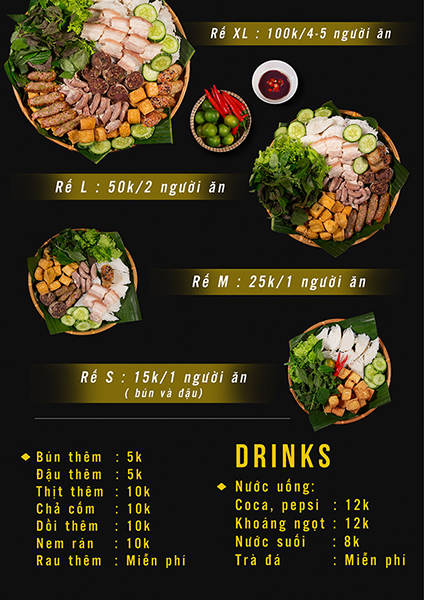 Rế XL : 100k/4-5 người ăn
Rế L : 50k/2 người ăn
Rế M : 25k/1 người ăn
Rế S : 15k/1 người ăn
( bún và đậu)
Bún thêm : 5k
Đậu thêm : 5k
Thịt thêm : 10k
Chả cốm : 10k
Dồi thêm : 10k
Nem rán : 10k
Rau thêm : Miễn phí
DRINKS
Nước uống:
Coca, pepsi : 12k
Khoáng ngọt : 12k
Nước suối : 8k
Trà đá : Miễn phí